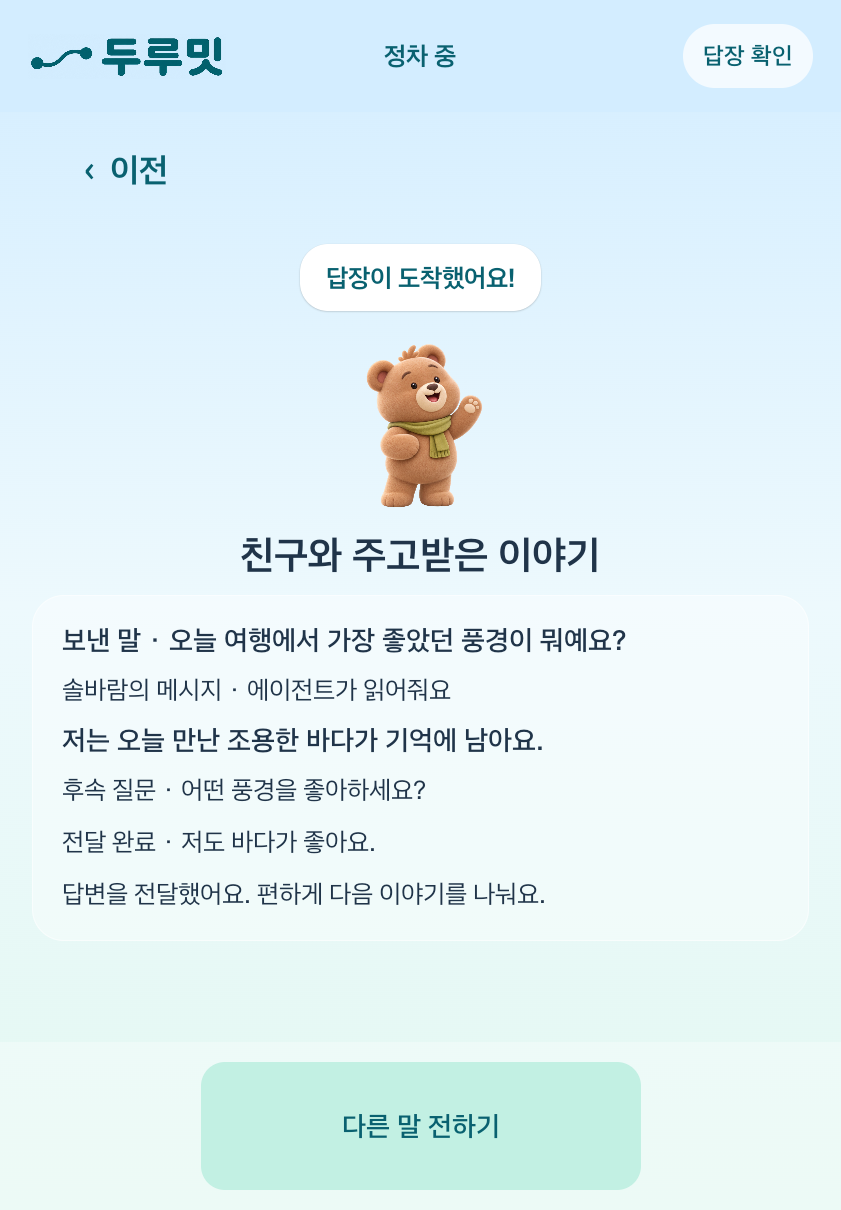 두루밋
정차 중
답장 확인
‹ 이전
답장이 도착했어요!
친구와 주고받은 이야기
보낸 말 · 오늘 여행에서 가장 좋았던 풍경이 뭐예요?
솔바람의 메시지 · 에이전트가 읽어줘요
저는 오늘 만난 조용한 바다가 기억에 남아요.
후속 질문 · 어떤 풍경을 좋아하세요?
전달 완료 · 저도 바다가 좋아요.
답변을 전달했어요. 편하게 다음 이야기를 나눠요.
다른 말 전하기